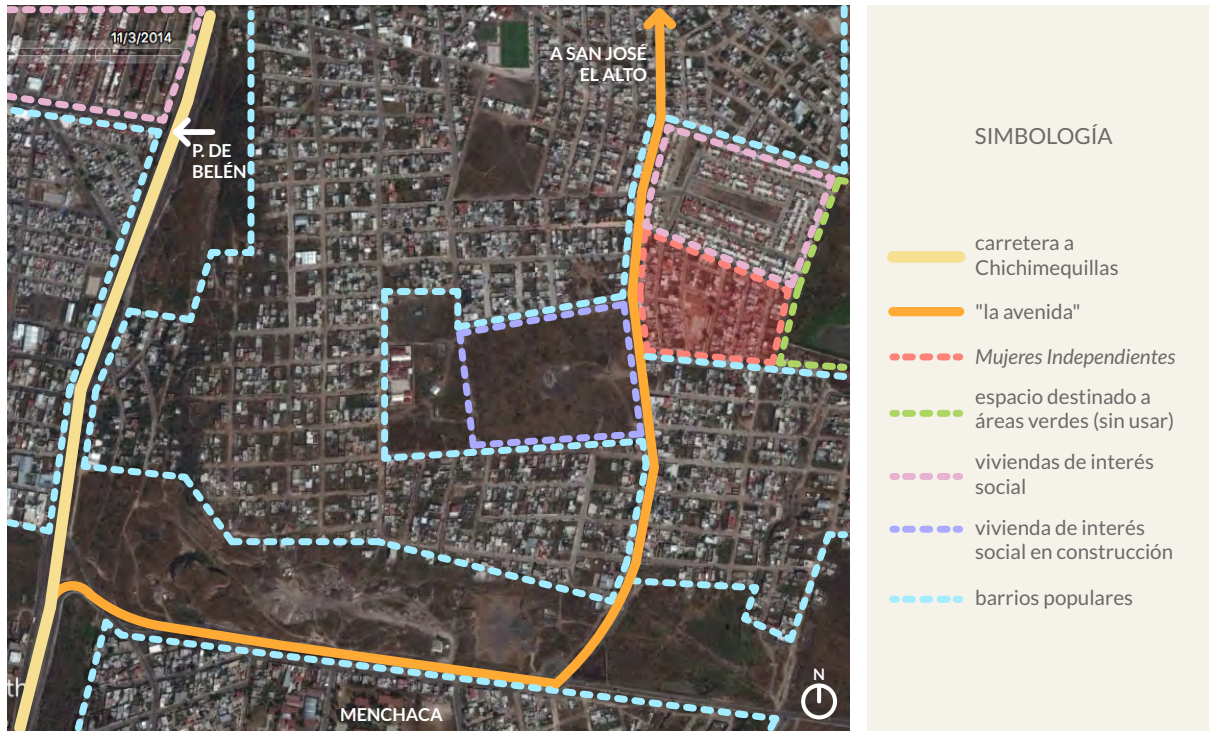 11/3/2014
A SAN JOSÉ
EL ALTO
P. DE
BELÉN
MENCHACA
N
th
SIMBOLOGÍA
carretera a
Chichimequillas
"la avenida"
Mujeres Independientes
espacio destinado a
áreas verdes (sin usar)
viviendas de interés
social
vivienda de interés
social en construcción
barrios populares